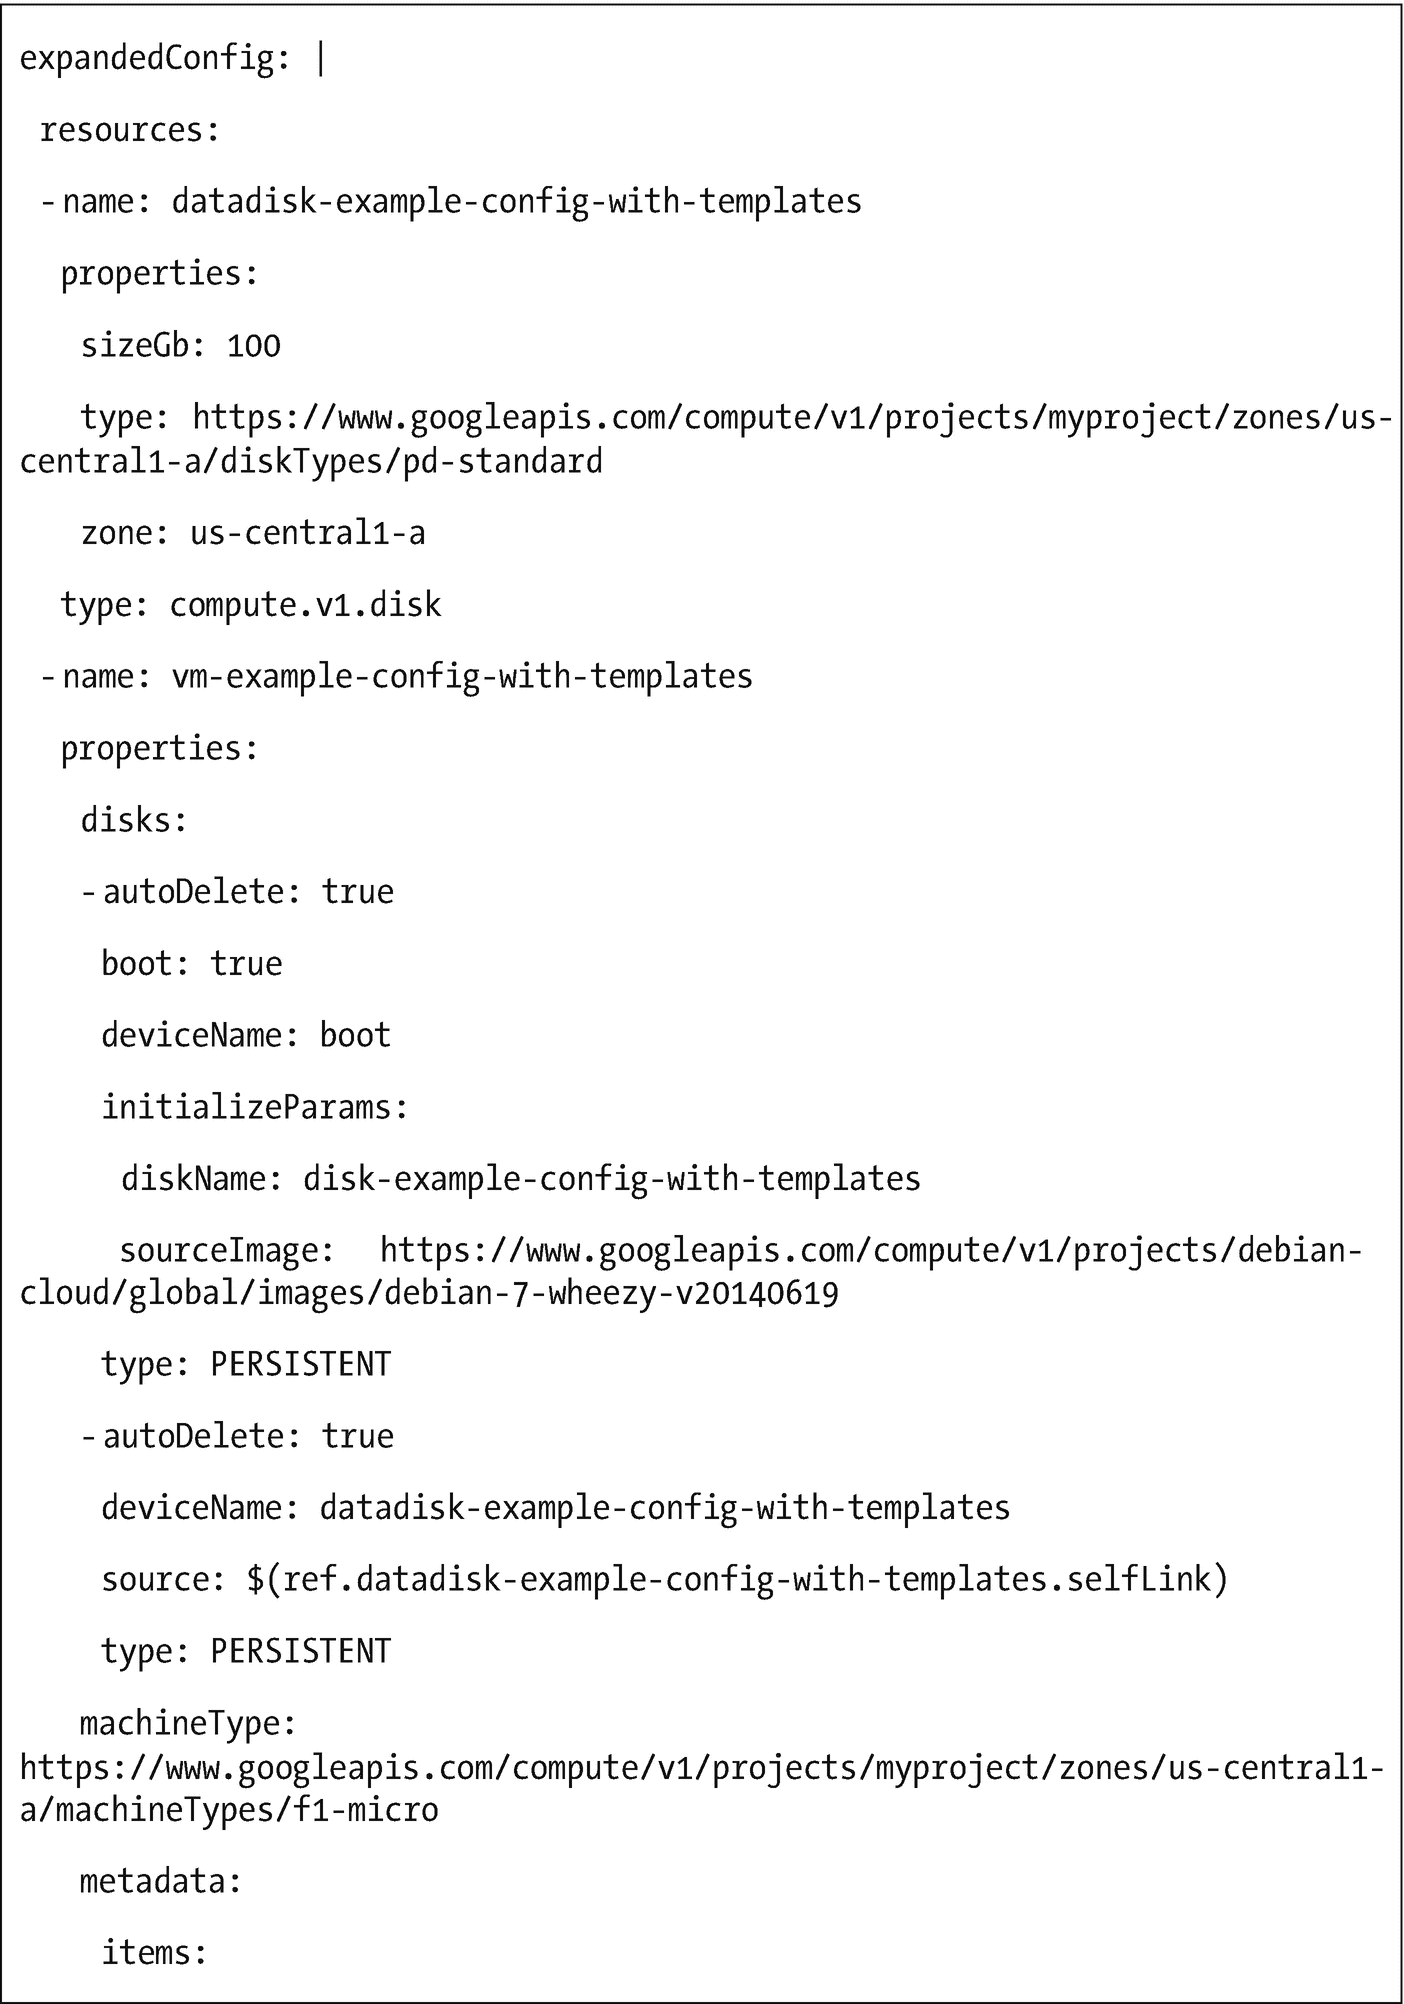 expandedConfig: |
resources:
- name: datadisk-example-config-with-templates
properties:
sizeGb: 100
type: https://www.googleapis.com/compute/v1/projects/myproject/zones/us-
central1-a/diskTypes/pd-standard
zone: us-central1-a
type: compute.v1.disk
- name: vm-example-config-with-templates
properties:
disks:
- autoDelete: true
boot: true
deviceName: boot
initializeParams:
diskName: disk-example-config-with-templates
sourceImage: https://www.googleapis.com/compute/v1/projects/debian-
cloud/global/images/debian-7-wheezy-v20140619
type: PERSISTENT
- autoDelete: true
deviceName: datadisk-example-config-with-templates
source: $(ref.datadisk-example-config-with-templates.selfLink)
type: PERSISTENT
machineType:
https://www.googleapis.com/compute/v1/projects/myproject/zones/us-central1-
a/machineTypes/f1-micro
metadata:
items: